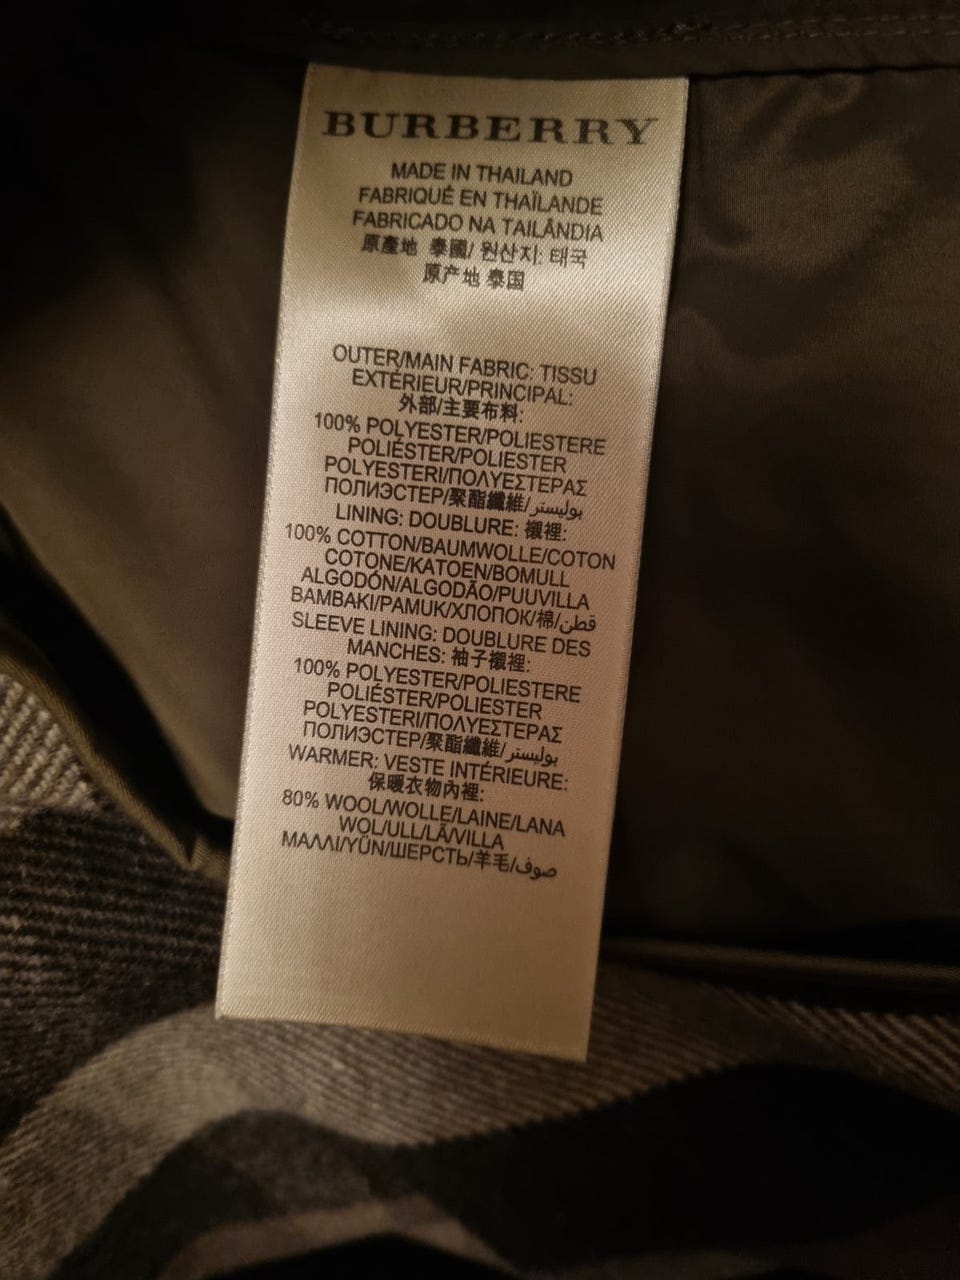 BURBERRY
MADE IN THAILAND
FABRIQUÉ EN THAÏLANDE
FABRICADO NA TAILÂNDIA
原產地 泰國/ 원산지: 태국
原产地 泰国
OUTER/MAIN FABRIC: TISSU
EXTÉRIEUR/PRINCIPAL:
外部/主要布料:
100% POLYESTER/POLIESTERE
POLIÉSTER/POLIESTER
POLYESTERI/ΠΟΛΥΕΣΤΕΡΑΣ
ПОЛИЭСТЕР/聚酯纖維/بوليستر
LINING: DOUBLURE: 襯裡:
100% COTTON/BAUMWOLLE/COTON
COTONE/KATOEN/BOMULL
ALGODÓN/ALGODÃO/PUUVILLA
BAMBAKI/PAMUK/ХЛОПОК/棉/قطن
SLEEVE LINING: DOUBLURE DES
MANCHES: 袖子襯裡:
100% POLYESTER/POLIESTERE
POLIÉSTER/POLIESTER
POLYESTERI/ΠΟΛΥΕΣΤΕΡΑΣ
ПОЛИЭСТЕР/聚酯纖維/بوليستر
WARMER: VESTE INTÉRIEURE:
保暖衣物內裡:
80% WOOL/WOLLE/LAINE/LANA
WOL/ULL/LÃ/VILLA
ΜΑΛΛΙ/YÜN/ШЕРСТЬ/羊毛/صوف